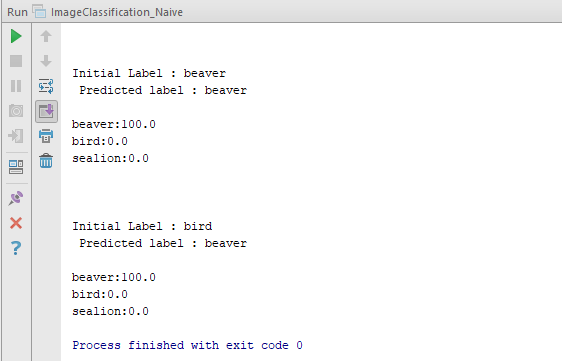 Run ImageClassification_Naive
Initial Label : beaver
Predicted label : beaver
beaver:100.0
bird:0.0
sealion:0.0
Initial Label : bird
Predicted label : beaver
beaver:100.0
bird:0.0
sealion:0.0
Process finished with exit code 0